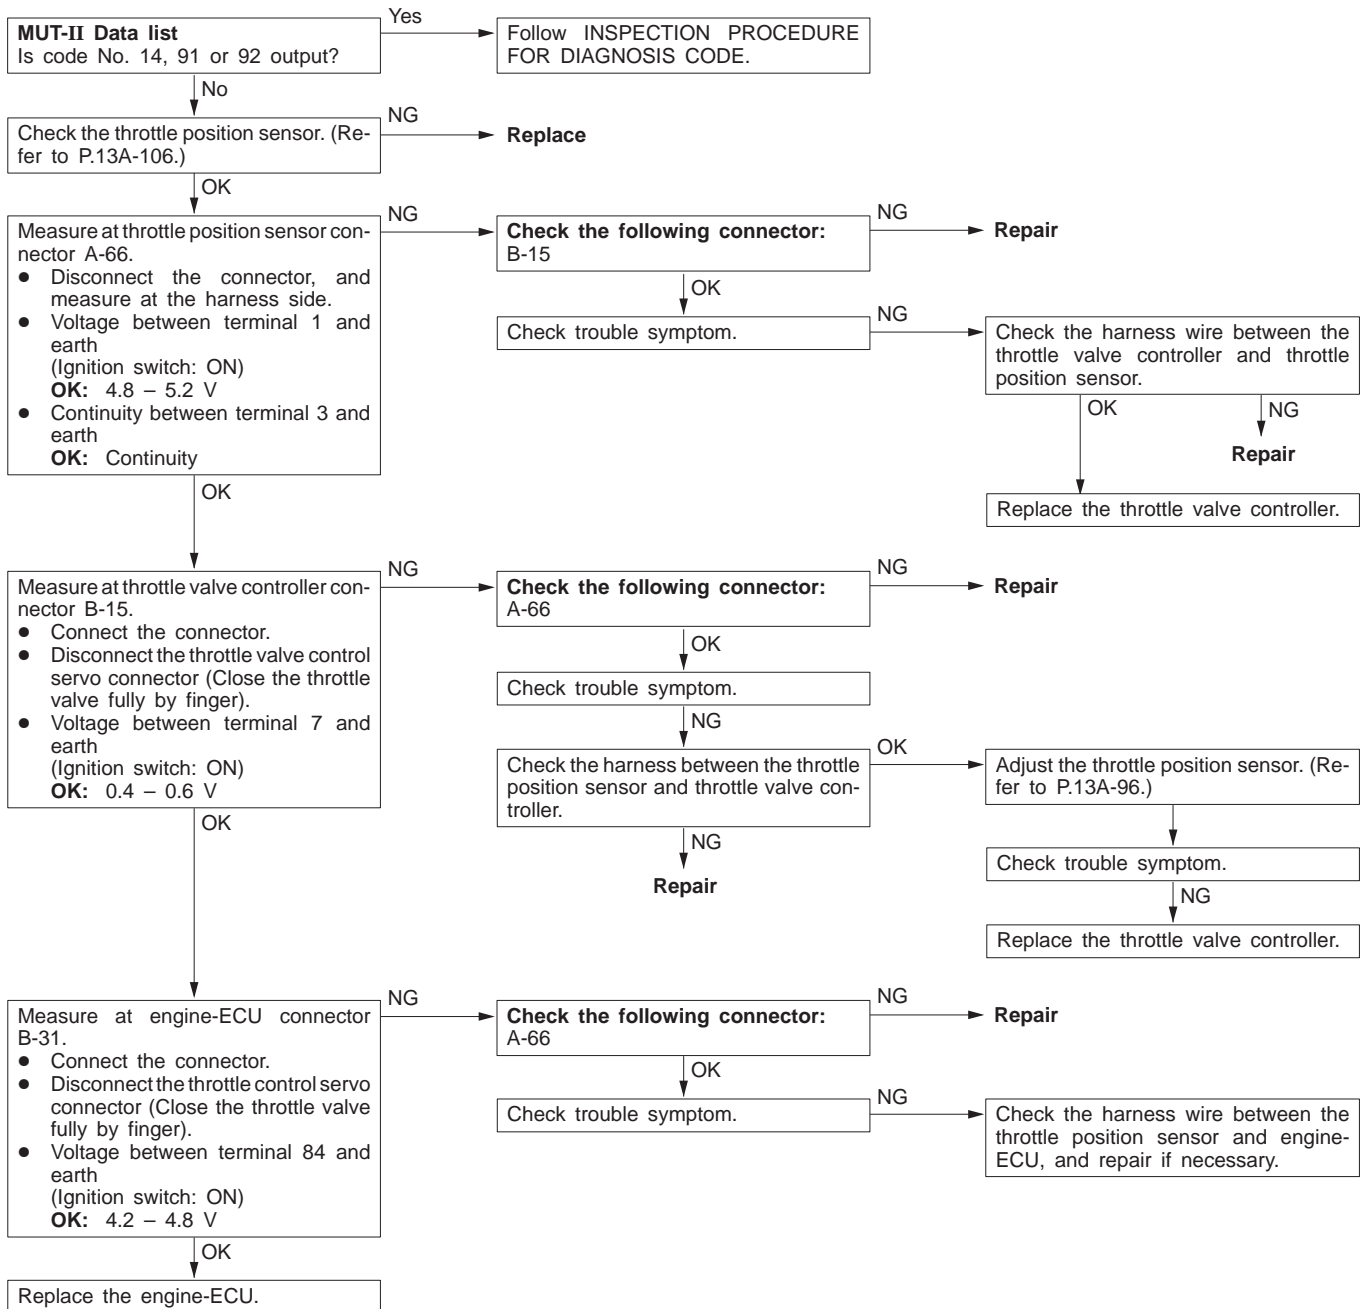 MUT-II Data list
Is code No. 14, 91 or 92 output?
Yes
Follow INSPECTION PROCEDURE
FOR DIAGNOSIS CODE.
No
Check the throttle position sensor. (Re-
fer to P.13A-106.)
NG
Replace
OK
Measure at throttle position sensor con-
nector A-66.
● Disconnect the connector, and
measure at the harness side.
● Voltage between terminal 1 and
earth
(Ignition switch: ON)
OK: 4.8 – 5.2 V
● Continuity between terminal 3 and
earth
OK: Continuity
NG
Check the following connector:
B-15
NG
Repair
OK
Check trouble symptom.
NG
Check the harness wire between the
throttle valve controller and throttle
position sensor.
OK
NG
Repair
Replace the throttle valve controller.
OK
Measure at throttle valve controller con-
nector B-15.
● Connect the connector.
● Disconnect the throttle valve control
servo connector (Close the throttle
valve fully by finger).
● Voltage between terminal 7 and
earth
(Ignition switch: ON)
OK: 0.4 – 0.6 V
NG
Check the following connector:
A-66
NG
Repair
OK
Check trouble symptom.
NG
Check the harness between the throttle
position sensor and throttle valve con-
troller.
OK
Adjust the throttle position sensor. (Re-
fer to P.13A-96.)
Check trouble symptom.
NG
Replace the throttle valve controller.
NG
Repair
OK
Measure at engine-ECU connector
B-31.
● Connect the connector.
● Disconnect the throttle control servo
connector (Close the throttle valve
fully by finger).
● Voltage between terminal 84 and
earth
(Ignition switch: ON)
OK: 4.2 – 4.8 V
NG
Check the following connector:
A-66
NG
Repair
OK
Check trouble symptom.
NG
Check the harness wire between the
throttle position sensor and engine-
ECU, and repair if necessary.
OK
Replace the engine-ECU.